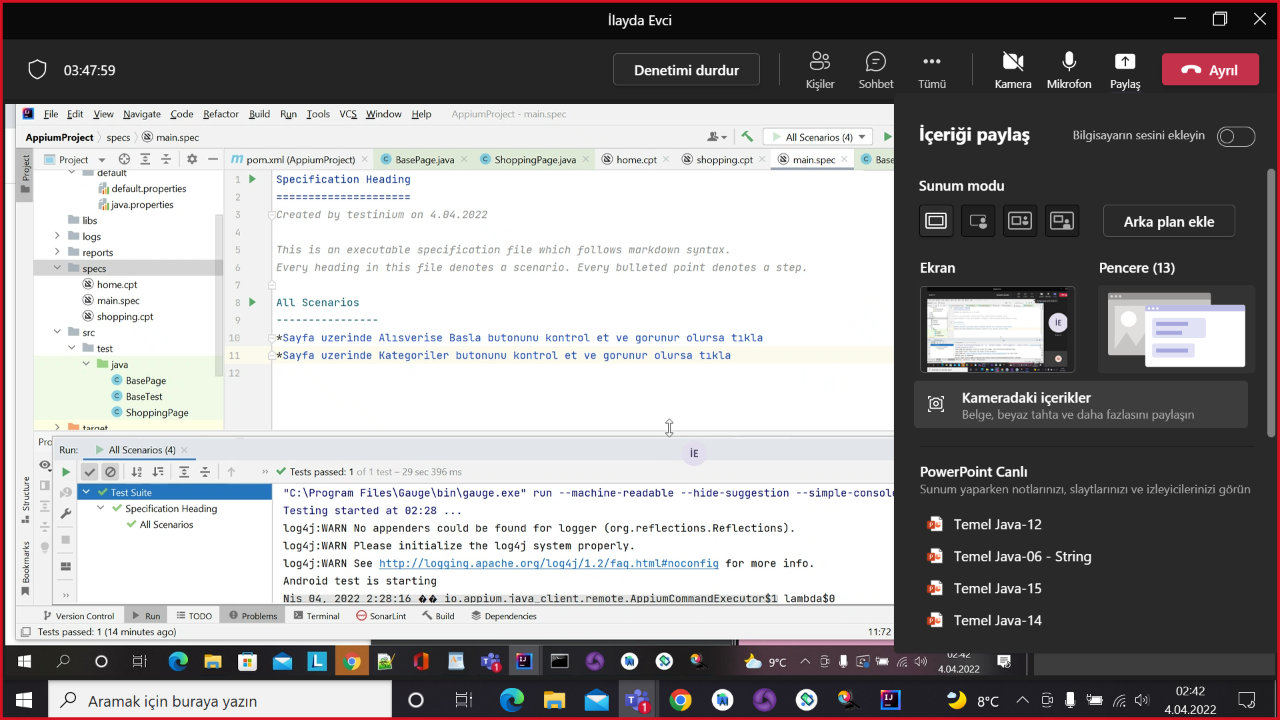 İlayda Evci
03:47:59
Denetimi durdur
Kişiler
Sohbet
Tümü
Kamera
Mikrofon
Paylaş
Ayrıl
File Edit View Navigate Code Refactor Build Run Tools VCS Window Help AppiumProject - main.spec
AppiumProject specs main.spec
All Scenarios (4)
Project
pom.xml (AppiumProject) BasePage.java ShoppingPage.java home.cpt shopping.cpt main.spec Base
Project
default
default.properties
java.properties
libs
logs
reports
specs
home.cpt
main.spec
shopping.cpt
src
test
java
BasePage
BaseTest
ShoppingPage
target
1 Specification Heading
2 =====================
3 Created by testinium on 4.04.2022
4
5 This is an executable specification file which follows markdown syntax.
6 Every heading in this file denotes a scenario. Every bulleted point denotes a step.
7
8 All Scenarios
9 ----------------
10 *Sayfa uzerinde Alısverise Basla butonunu kontrol et ve gorunur olursa tıkla
11 *Sayfa uzerinde Kategoriler butonunu kontrol et ve gorunur olursa tıkla
12
Pro
Run: All Scenarios (4)
İE
Tests passed: 1 of 1 test – 29 sec 396 ms
Test Suite
Specification Heading
All Scenarios
"C:\Program Files\Gauge\bin\gauge.exe" run --machine-readable --hide-suggestion --simple-consol
Testing started at 02:28 ...
log4j:WARN No appenders could be found for logger (org.reflections.Reflections).
log4j:WARN Please initialize the log4j system properly.
log4j:WARN See http://logging.apache.org/log4j/1.2/faq.html#noconfig for more info.
Android test is starting
Nis 04, 2022 2:28:16 �� io.appium.java_client.remote.AppiumCommandExecutor$1 lambda$0
Structure
Bookmarks
Version Control Run TODO Problems Terminal SonarLint Build Dependencies
Tests passed: 1 (14 minutes ago)
11:72
İçeriği paylaş
Bilgisayarın sesini ekleyin
Sunum modu
Arka plan ekle
Ekran
Pencere (13)
İE
Kameradaki içerikler
Belge, beyaz tahta ve daha fazlasını paylaşın
PowerPoint Canlı
Sunum yaparken notlarınızı, slaytlarınızı ve izleyicilerinizi görün
Temel Java-12
Temel Java-06 - String
Temel Java-15
Temel Java-14
9°C
02:42
4.04.2022
Aramak için buraya yazın
8°C
02:42
4.04.2022